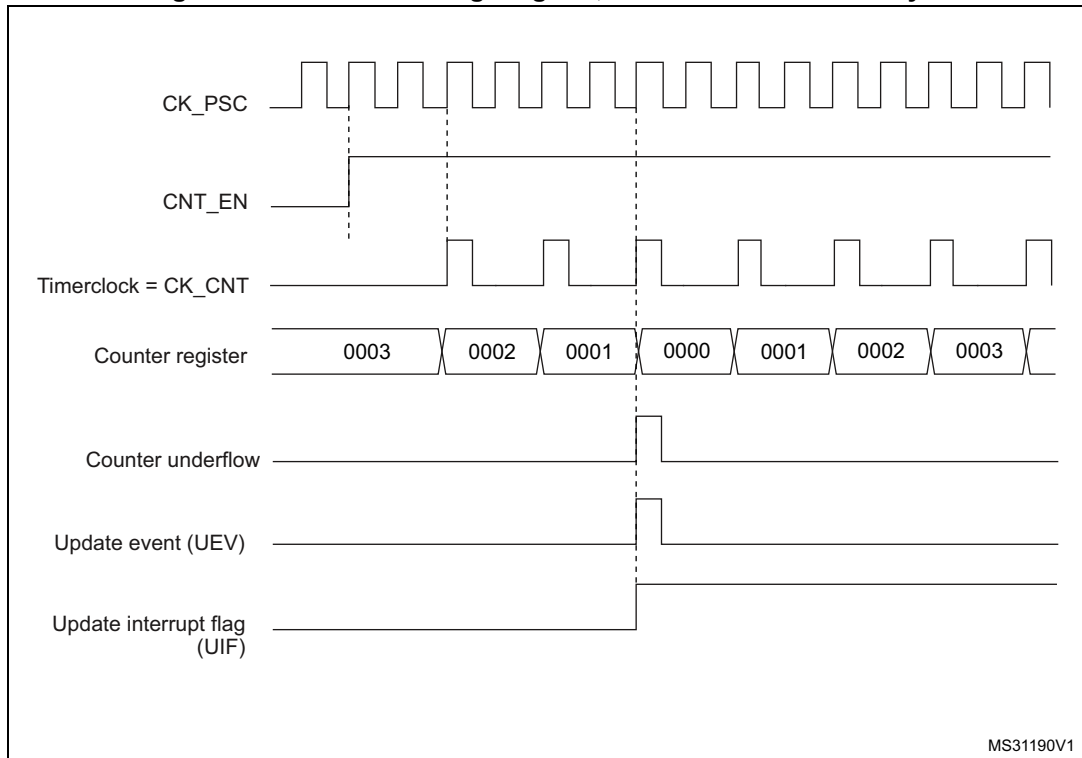 CK_PSC
CNT_EN
Timerclock = CK_CNT
Counter register
0003 0002 0001 0000 0001 0002 0003
Counter underflow
Update event (UEV)
Update interrupt flag
(UIF)
MS31190V1